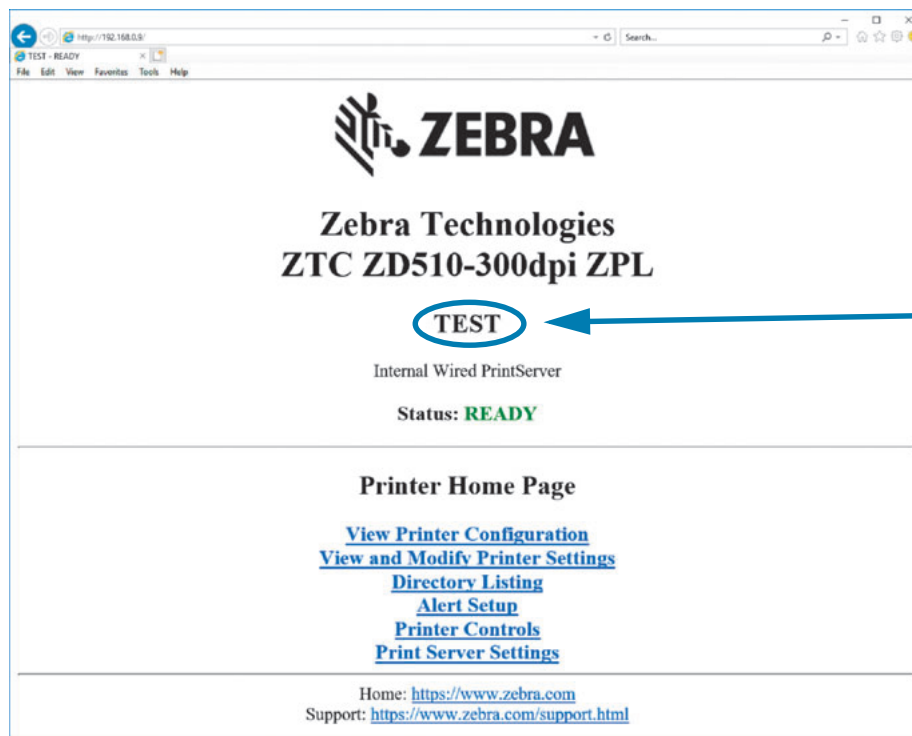 http://192.168.0.9/
Search...
TEST - READY
File Edit View Favorites Tools Help
ZEBRA
Zebra Technologies
ZTC ZD510-300dpi ZPL
TEST
Internal Wired PrintServer
Status: READY
Printer Home Page
View Printer Configuration
View and Modify Printer Settings
Directory Listing
Alert Setup
Printer Controls
Print Server Settings
Home: https://www.zebra.com
Support: https://www.zebra.com/support.html